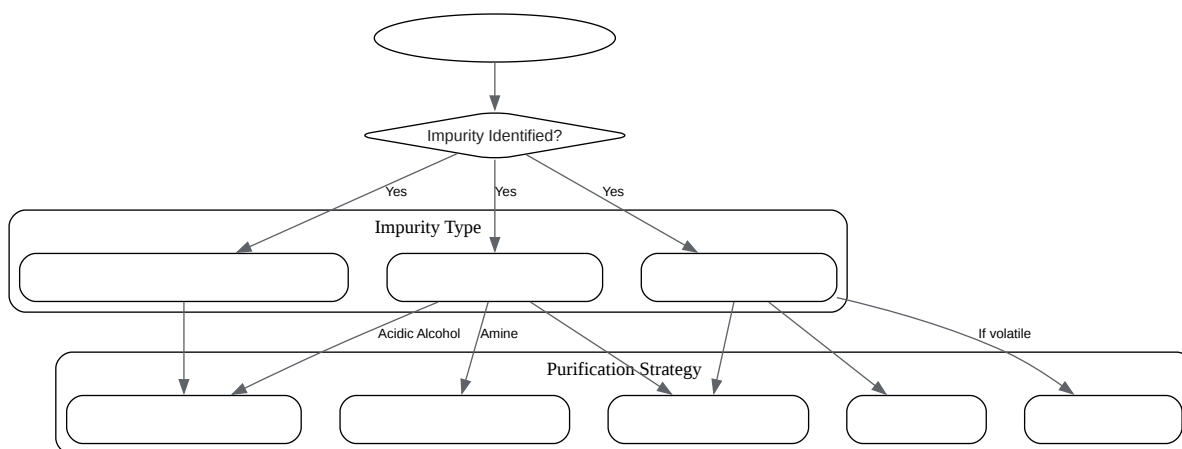 Impurity Identified?
Yes
Yes
Yes
Impurity Type
Acidic Alcohol
Amine
If volatile
Purification Strategy